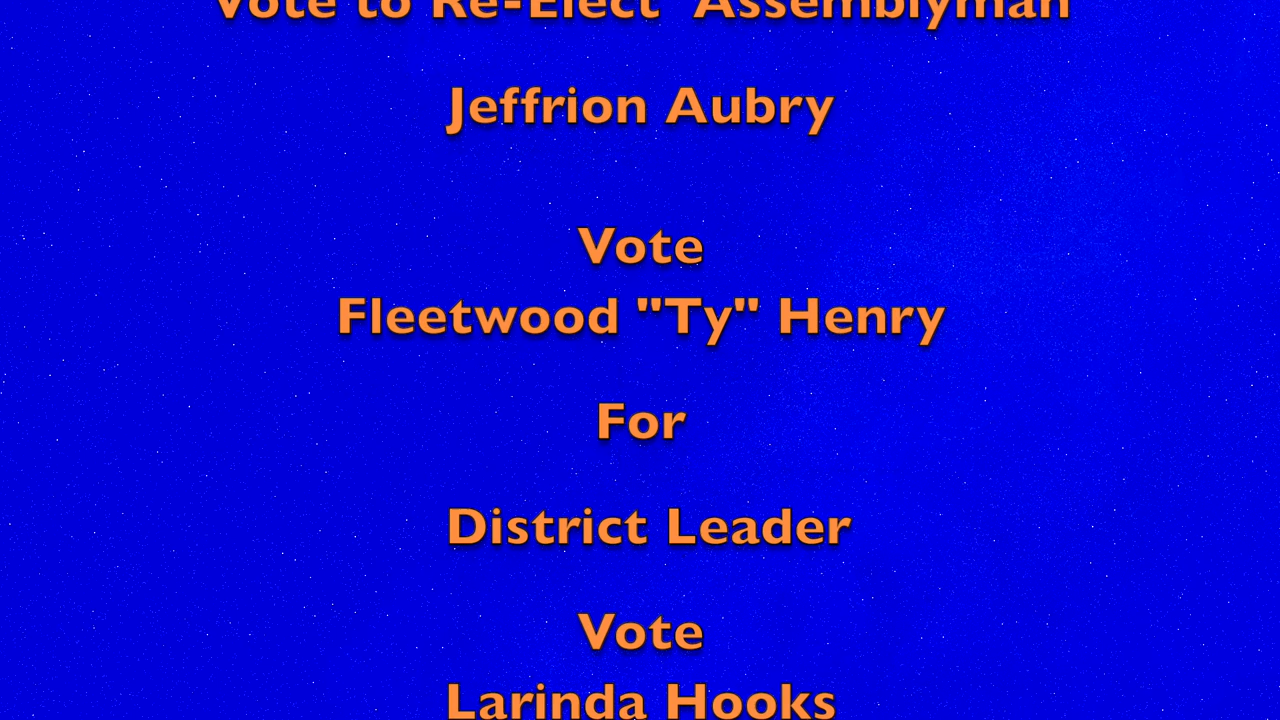 Vote to Re-Elect Assemblyman
Jeffrion Aubry
Vote
Fleetwood "Ty" Henry
For
District Leader
Vote
Larinda Hooks